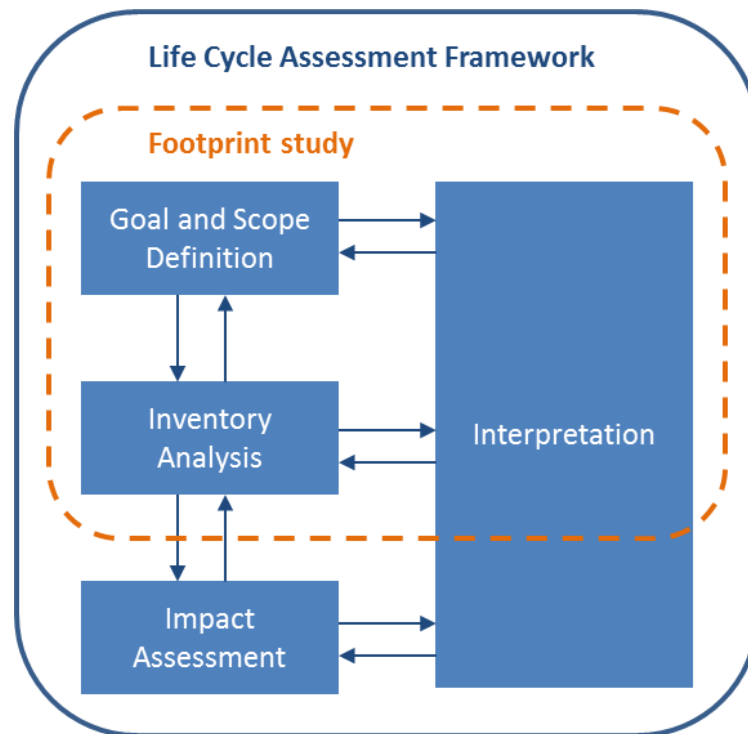 Life Cycle Assessment Framework
Footprint study
Goal and Scope
Definition
Inventory
Analysis
Interpretation
Impact
Assessment